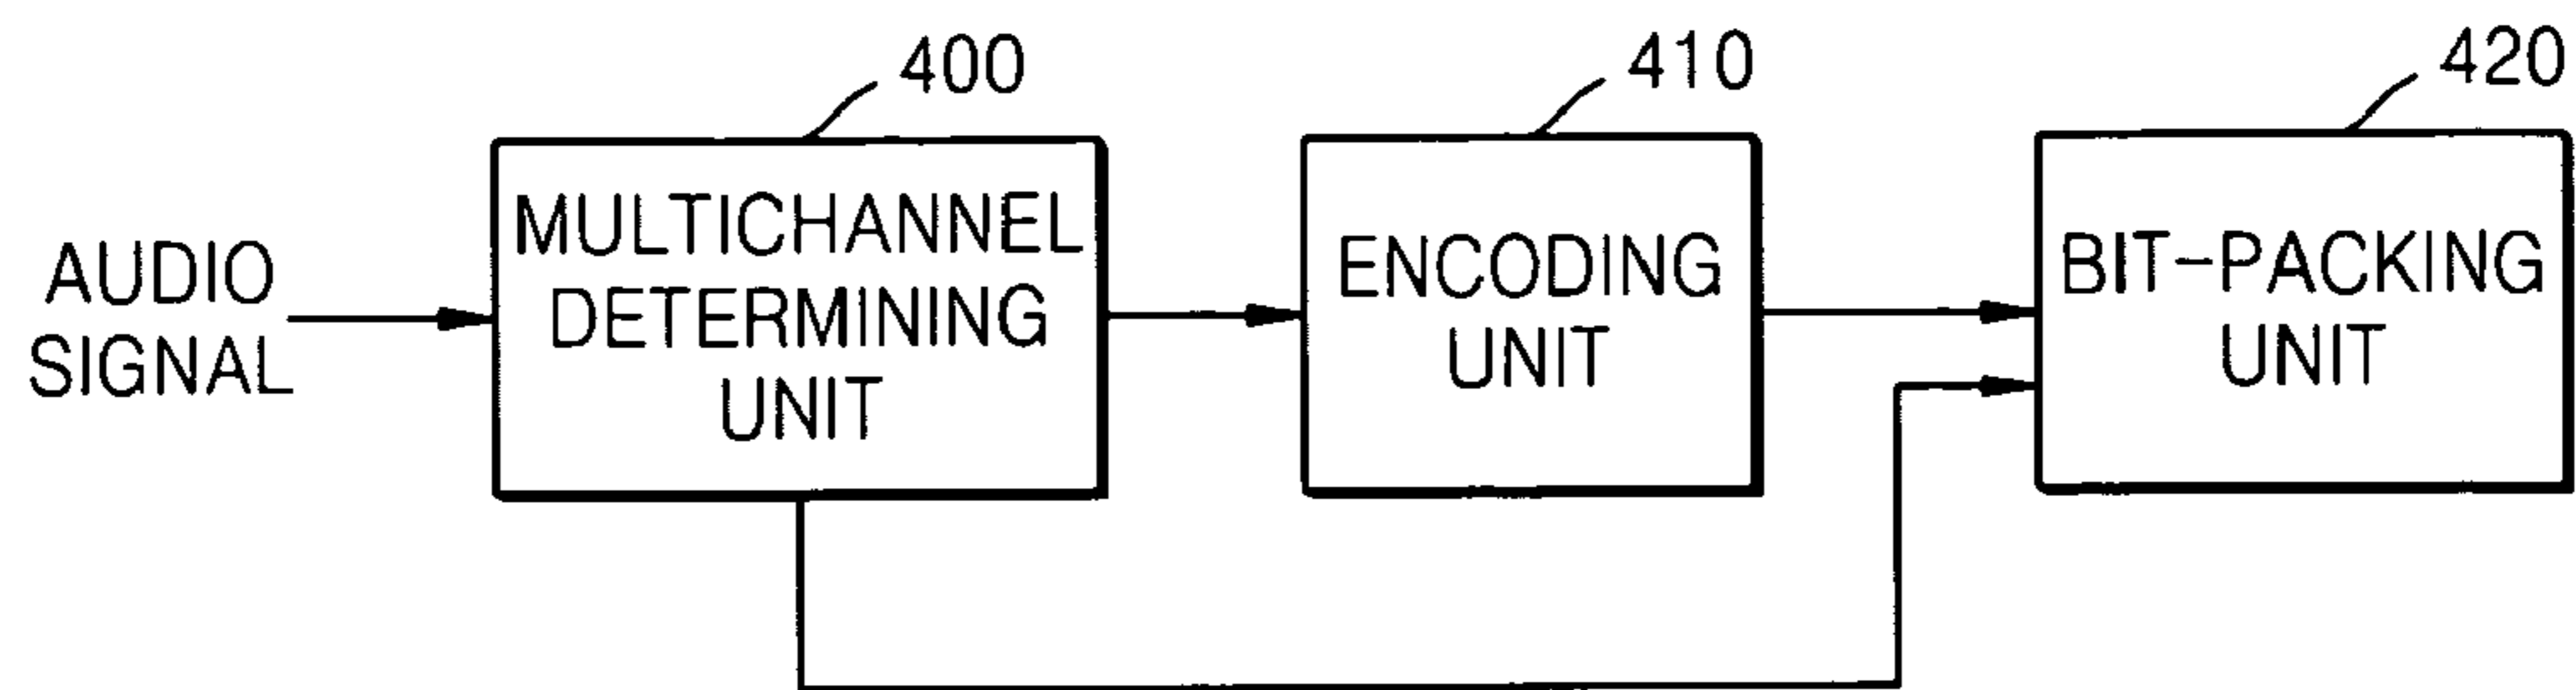 400
410
420
AUDIO
SIGNAL
MULTICHANNEL
DETERMINING
UNIT
ENCODING
UNIT
BIT-PACKING
UNIT